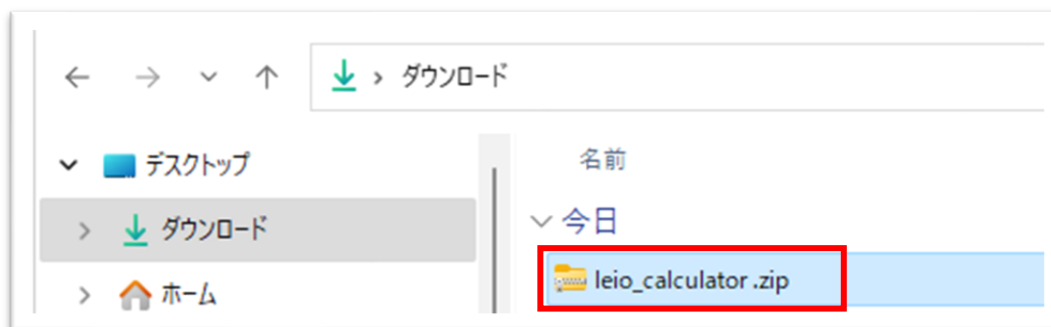 ダウンロード
デスクトップ
名前
ダウンロード
今日
ホーム
leio_calculator .zip